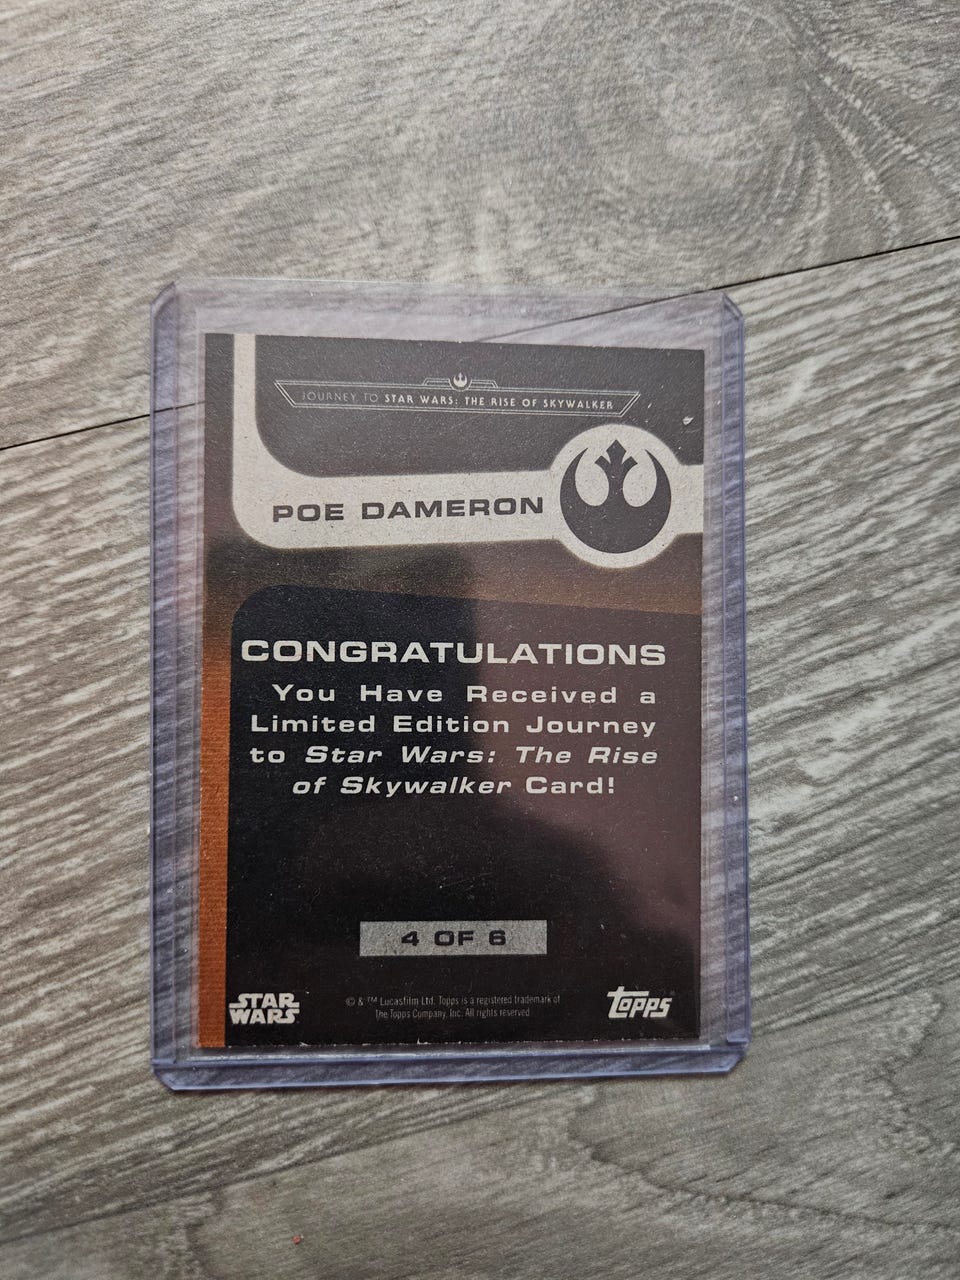 JOURNEY TO STAR WARS: THE RISE OF SKYWALKER
POE DAMERON
CONGRATULATIONS
You Have Received a
Limited Edition Journey
to Star Wars: The Rise
of Skywalker Card!
4 OF 6
STAR
WARS
© & ™ Lucasfilm Ltd. Topps is a registered trademark of
The Topps Company, Inc. All rights reserved.
topps